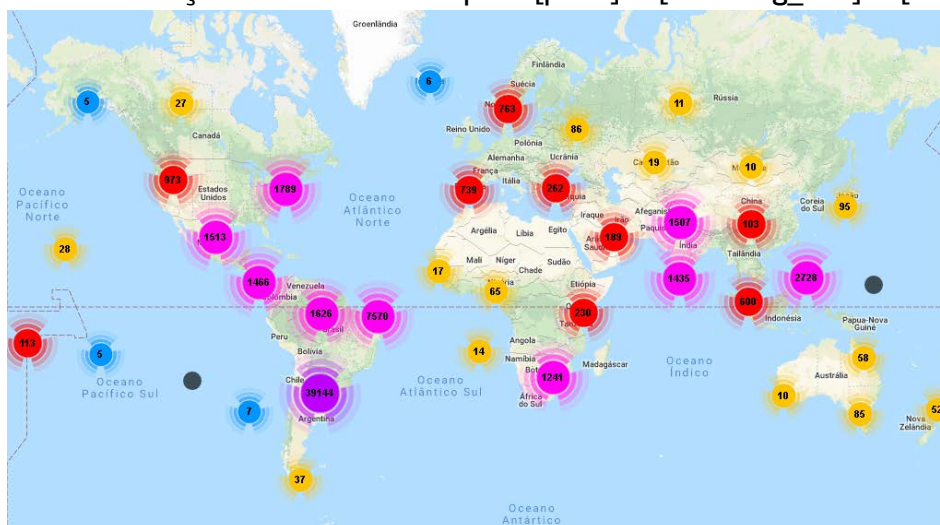 Groenlândia
6
Finlândia
Suécia
5
27
763
11
Rússia
Canadá
Reino Unido
86
Polónia
Alemanha
Ucrânia
19
10
França
973
1789
Estados
Unidos
739
Itália
262
Oceano
Pacífico
Norte
Oceano
Atlântico
Norte
China
Coreia
do Sul
95
Iraque
Irão
Afeganis
Paquis
1507
103
1513
Argélia
Líbia
Egito
189
Índia
28
Tailândia
Mali
Níger
Sudão
17
Chade
1466
Venezuela
65
Etiópia
1435
2728
1626
7570
230
600
Indonésia
Papua-Nova
Guiné
113
Peru
5
Bolívia
14
Angola
Namíbia
Madagáscar
Oceano
Índico
58
Oceano
Pacífico Sul
Oceano
Atlântico Sul
1241
Austrália
10
Chile
39144
África
do Sul
7
Argentina
85
52
Nova
Zelândia
37
Oceano
Antártico